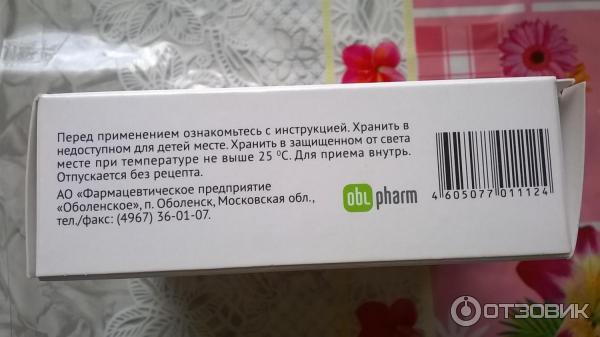 Перед применением ознакомьтесь с инструкцией. Хранить в
недоступном для детей месте. Хранить в защищенном от света
месте при температуре не выше 25 ⁰С. Для приема внутрь.
Отпускается без рецепта.
АО «Фармацевтическое предприятие
«Оболенское», п. Оболенск, Московская обл.,
тел./факс: (4967) 36-01-07.
obl pharm
4 605077 011124
ОТЗОВИК